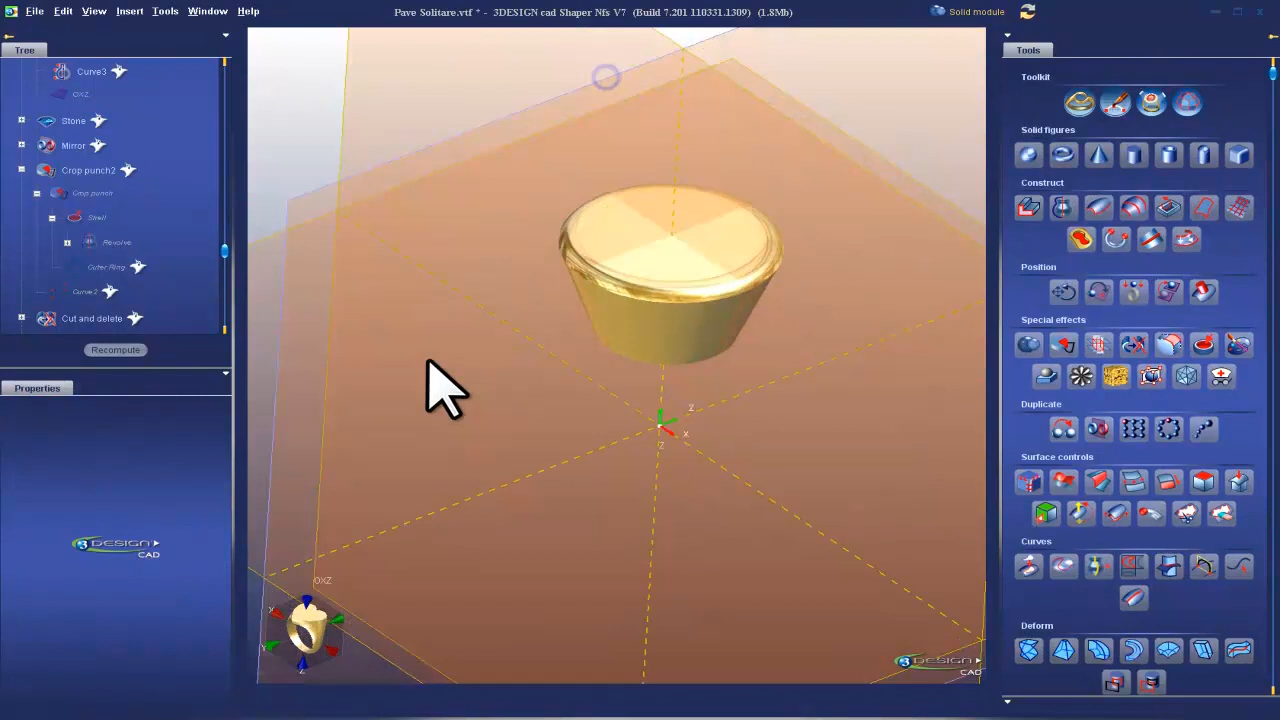 File Edit View Insert Tools Window Help
Pave Solitare.vtf * - 3DESIGN cad Shaper Nfs V7 (Build 7.201 110331.1309) (1.8Mb)
Solid module
Tree
Curve3
OXZ
Stone
Mirror
Crop punch2
Crop punch
Shell
Revolve
Outer Ring
Curve2
Cut and delete
Recompute
Properties
3DESIGN
CAD
Z
X
Z
OXZ
X
Y
Z
3DESIGN
CAD
Tools
Toolkit
Solid figures
Construct
Position
Special effects
Duplicate
Surface controls
Curves
Deform